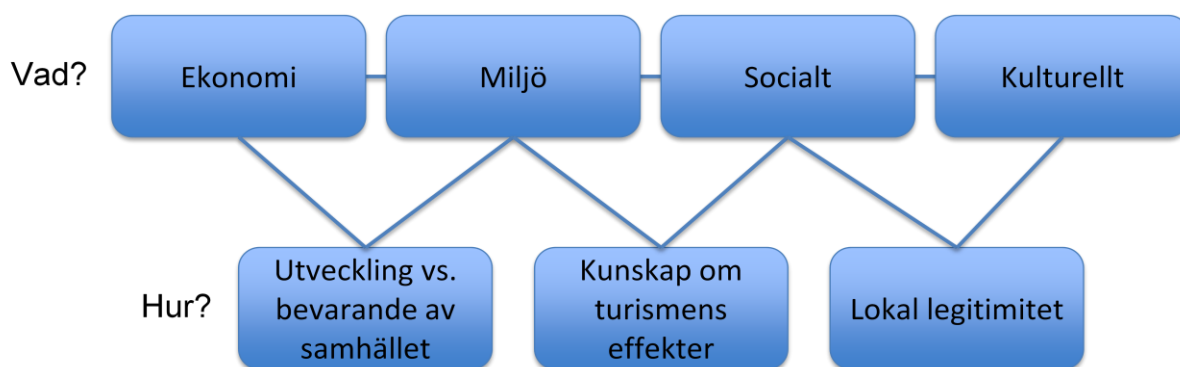 Vad?
Ekonomi
Miljö
Socialt
Kulturellt
Hur?
Utveckling vs.
bevarande av
samhället
Kunskap om
turismens
effekter
Lokal legitimitet